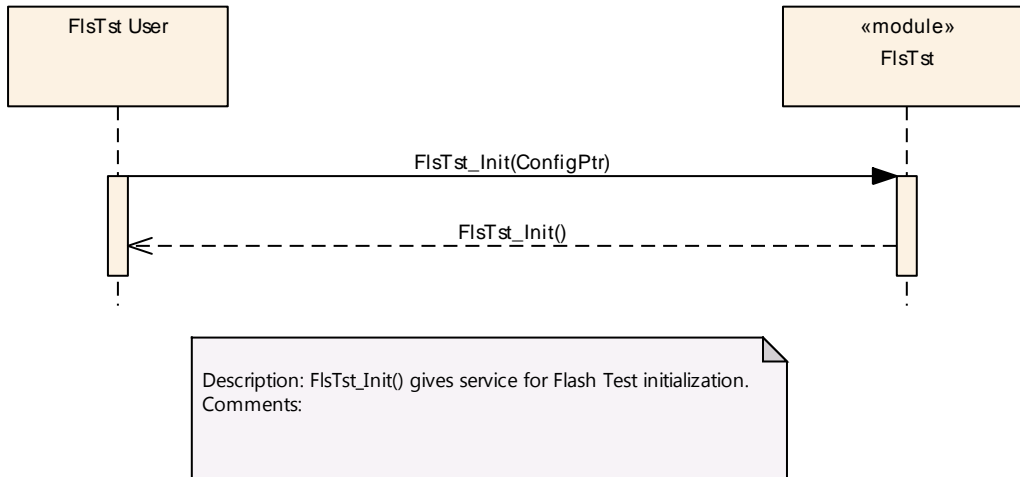 FlsTst User
«module»
FlsTst
FlsTst_Init(ConfigPtr)
FlsTst_Init()
Description: FlsTst_Init() gives service for Flash Test initialization.
Comments: